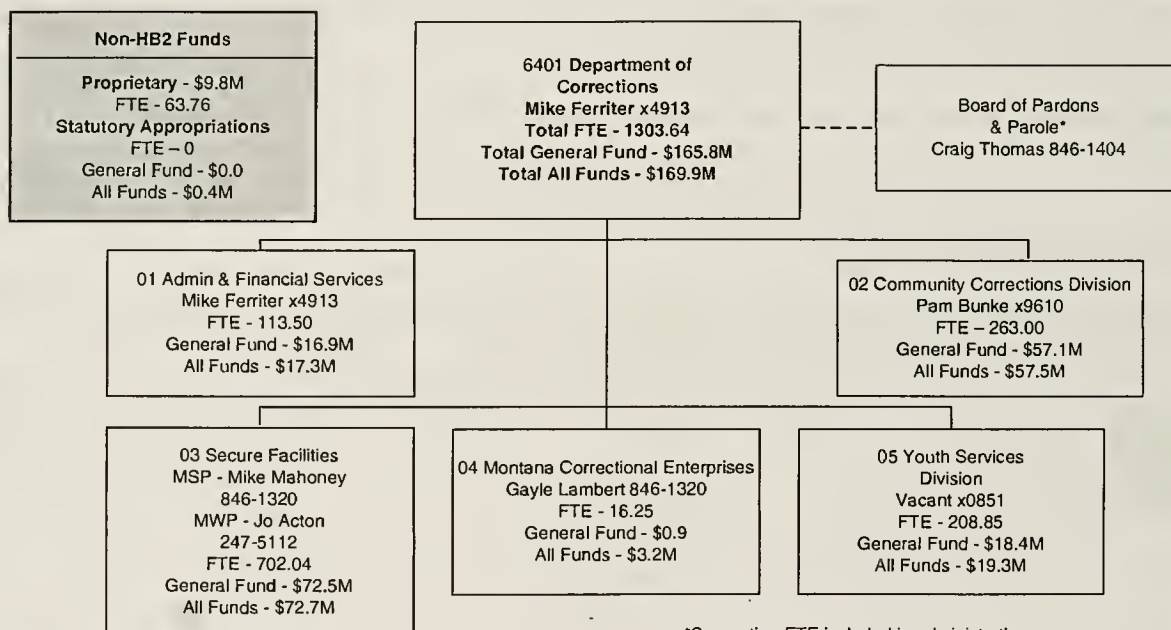 Non-HB2 Funds
Proprietary - $9.8M
FTE - 63.76
Statutory Appropriations
FTE – 0
General Fund - $0.0
All Funds - $0.4M
6401 Department of
Corrections
Mike Ferriter x4913
Total FTE - 1303.64
Total General Fund - $165.8M
Total All Funds - $169.9M
Board of Pardons
& Parole*
Craig Thomas 846-1404
01 Admin & Financial Services
Mike Ferriter x4913
FTE - 113.50
General Fund - $16.9M
All Funds - $17.3M
02 Community Corrections Division
Pam Bunke x9610
FTE – 263.00
General Fund - $57.1M
All Funds - $57.5M
03 Secure Facilities
MSP - Mike Mahoney
846-1320
MWP - Jo Acton
247-5112
FTE - 702.04
General Fund - $72.5M
All Funds - $72.7M
04 Montana Correctional Enterprises
Gayle Lambert 846-1320
FTE - 16.25
General Fund - $0.9
All Funds - $3.2M
05 Youth Services
Division
Vacant x0851
FTE - 208.85
General Fund - $18.4M
All Funds - $19.3M